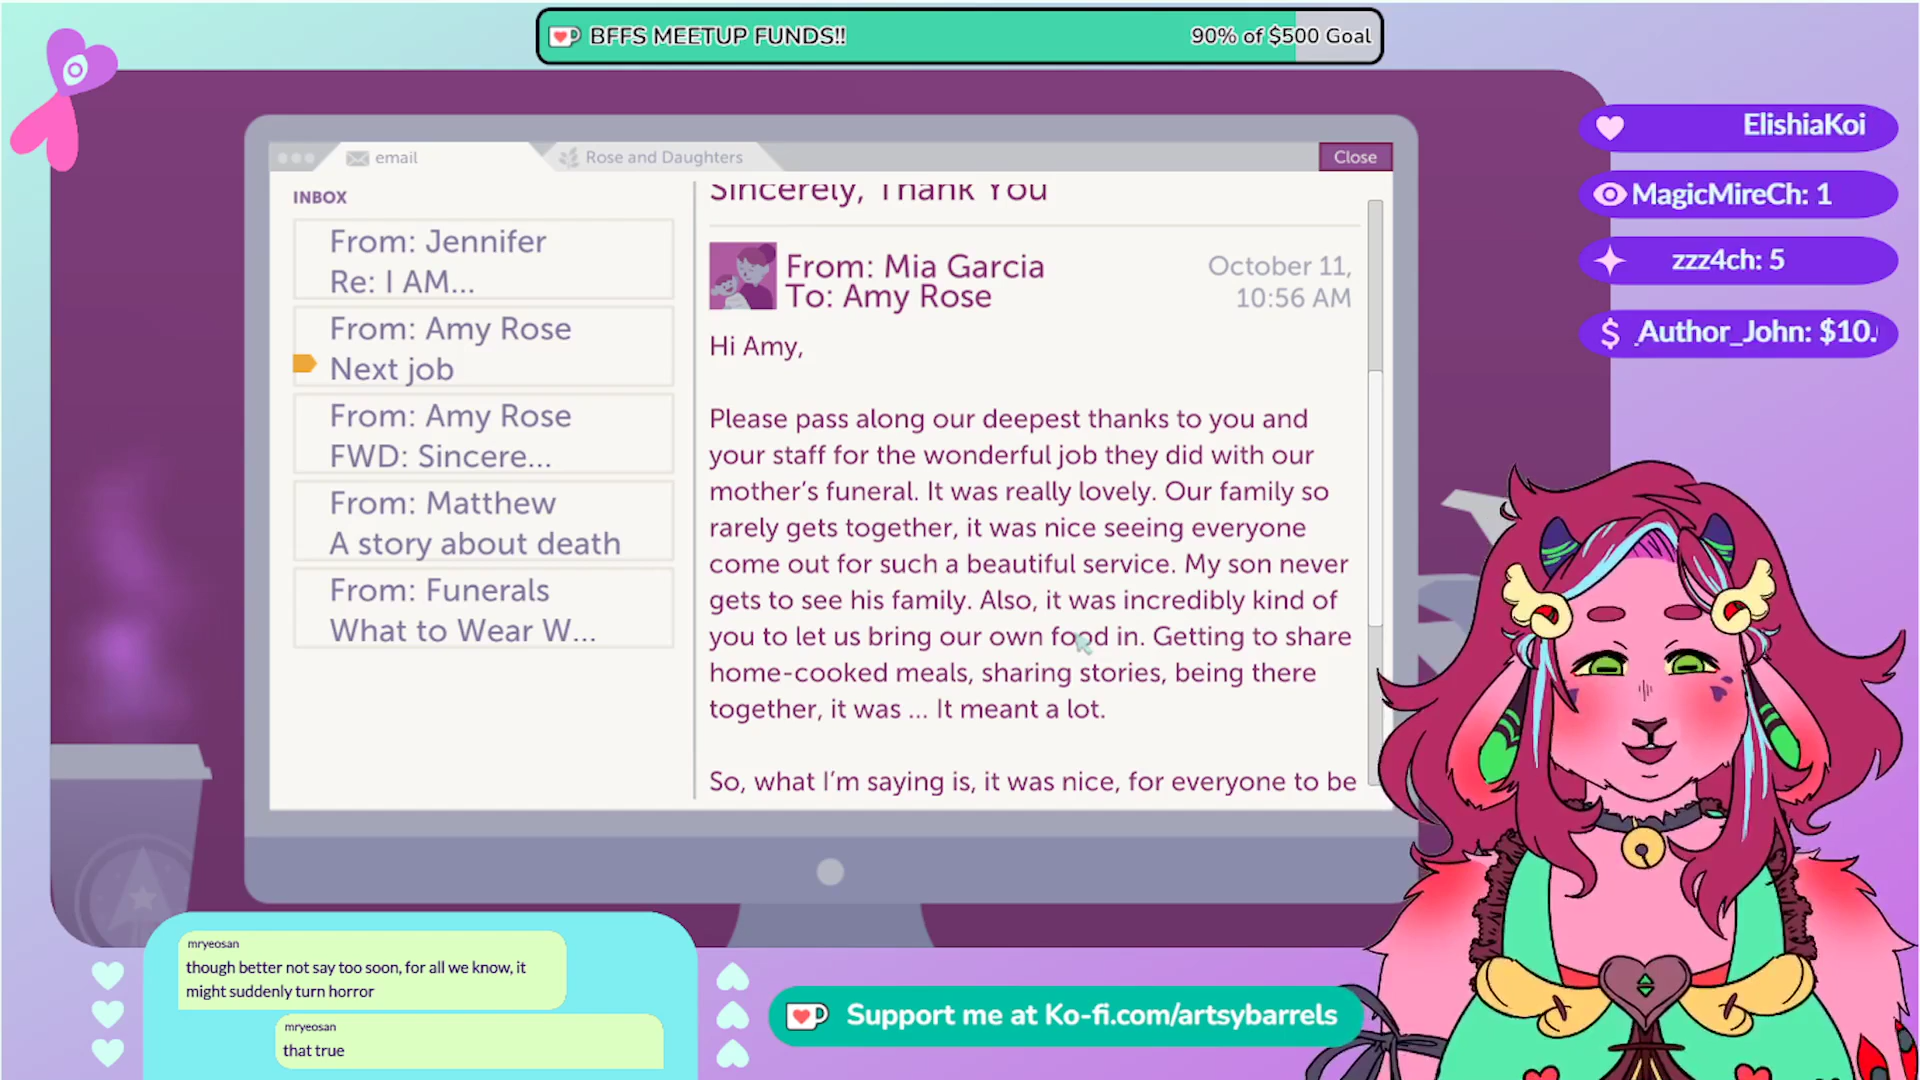 BFFS MEETUP FUNDS!!
90% of $500 Goal
email
Rose and Daughters
Close
INBOX
From: Jennifer
Re: I AM...
From: Amy Rose
Next job
From: Amy Rose
FWD: Sincere...
From: Matthew
A story about death
From: Funerals
What to Wear W...
Sincerely, Thank You
From: Mia Garcia
To: Amy Rose
October 11,
10:56 AM
Hi Amy,
Please pass along our deepest thanks to you and
your staff for the wonderful job they did with our
mother's funeral. It was really lovely. Our family so
rarely gets together, it was nice seeing everyone
come out for such a beautiful service. My son never
gets to see his family. Also, it was incredibly kind of
you to let us bring our own food in. Getting to share
home-cooked meals, sharing stories, being there
together, it was ... It meant a lot.
So, what I'm saying is, it was nice, for everyone to be
ElishiaKoi
MagicMireCh: 1
zzz4ch: 5
_Author_John: $10.
mryeosan
though better not say too soon, for all we know, it
might suddenly turn horror
mryeosan
that true
Support me at Ko-fi.com/artsybarrels